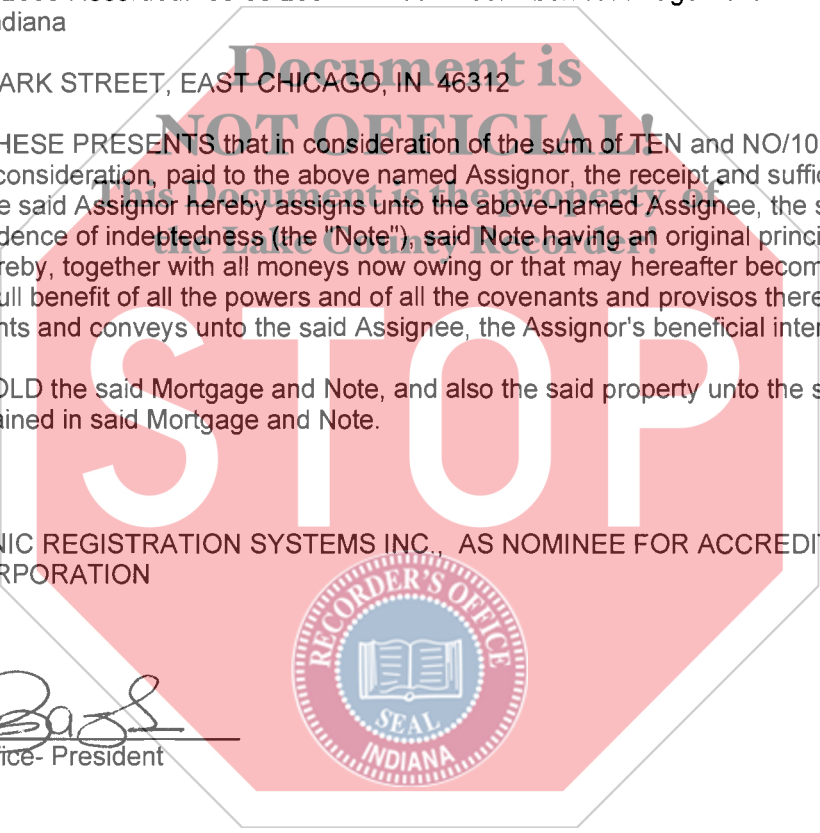 ndiana
ARK STREET, EAST CHICAGO, IN 46312
Document is
NOT OFFICIAL!
This Document is the property of
the Lake County Recorder!
HESE PRESENTS that in consideration of the sum of TEN and NO/10
consideration, paid to the above named Assignor, the receipt and suffic
e said Assignor hereby assigns unto the above-named Assignee, the s
dence of indebtedness (the "Note"), said Note having an original princi
reby, together with all moneys now owing or that may hereafter becom
ull benefit of all the powers and of all the covenants and provisos there
nts and conveys unto the said Assignee, the Assignor's beneficial inter
OLD the said Mortgage and Note, and also the said property unto the s
ained in said Mortgage and Note.
STOP
NIC REGISTRATION SYSTEMS INC., AS NOMINEE FOR ACCREDI
RPORATION
RECORDER'S OFFICE
SEAL
INDIANA
ice- President